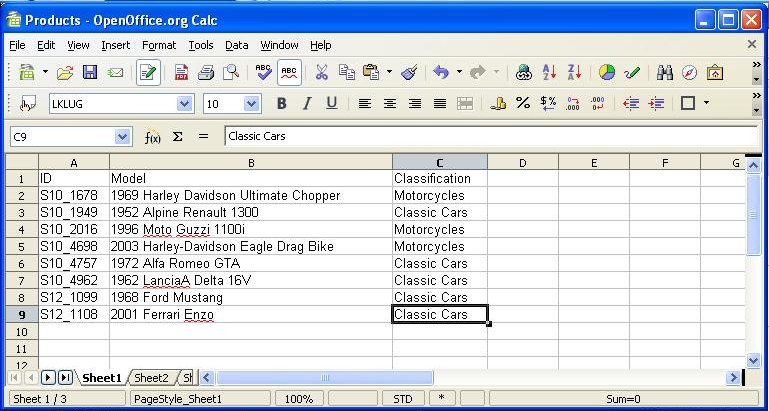 Products - OpenOffice.org Calc
File Edit View Insert Format Tools Data Window Help
LKLUG 10 B I U
C9 f(x) Σ = Classic Cars
A B C D E F G
1 ID Model Classification
2 S10_1678 1969 Harley Davidson Ultimate Chopper Motorcycles
3 S10_1949 1952 Alpine Renault 1300 Classic Cars
4 S10_2016 1996 Moto Guzzi 1100i Motorcycles
5 S10_4698 2003 Harley-Davidson Eagle Drag Bike Motorcycles
6 S10_4757 1972 Alfa Romeo GTA Classic Cars
7 S10_4962 1962 LanciaA Delta 16V Classic Cars
8 S12_1099 1968 Ford Mustang Classic Cars
9 S12_1108 2001 Ferrari Enzo Classic Cars
10
11
12
Sheet1 Sheet2 Sh
Sheet 1 / 3 PageStyle_Sheet1 100% STD * Sum=0